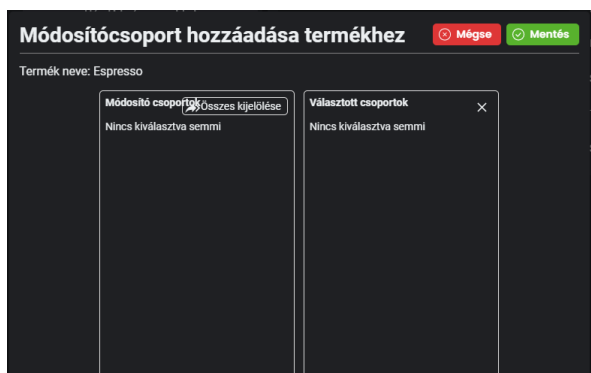 Módosítócsoport hozzáadása termékhez
Mégse
Mentés
Termék neve: Espresso
Módosító csoportok
Összes kijelölése
Választott csoportok
Nincs kiválasztva semmi
Nincs kiválasztva semmi